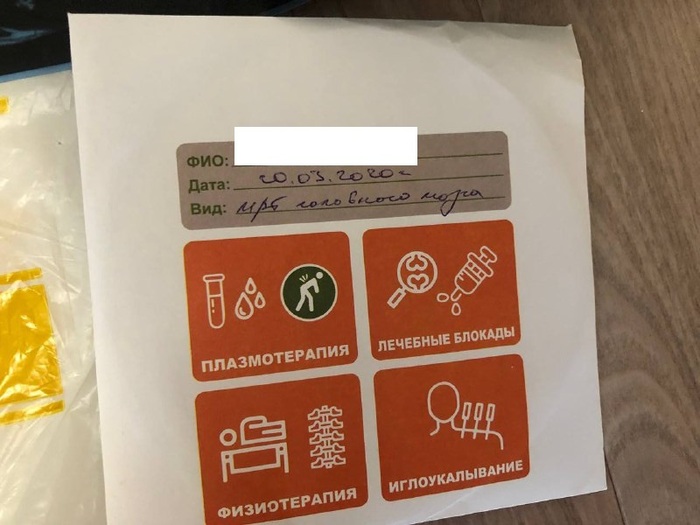 ФИО:
Дата: 20.03.2020г
Вид: МРТ головного мозга
ПЛАЗМОТЕРАПИЯ
ЛЕЧЕБНЫЕ БЛОКАДЫ
ФИЗИОТЕРАПИЯ
ИГЛОУКАЛЫВАНИЕ